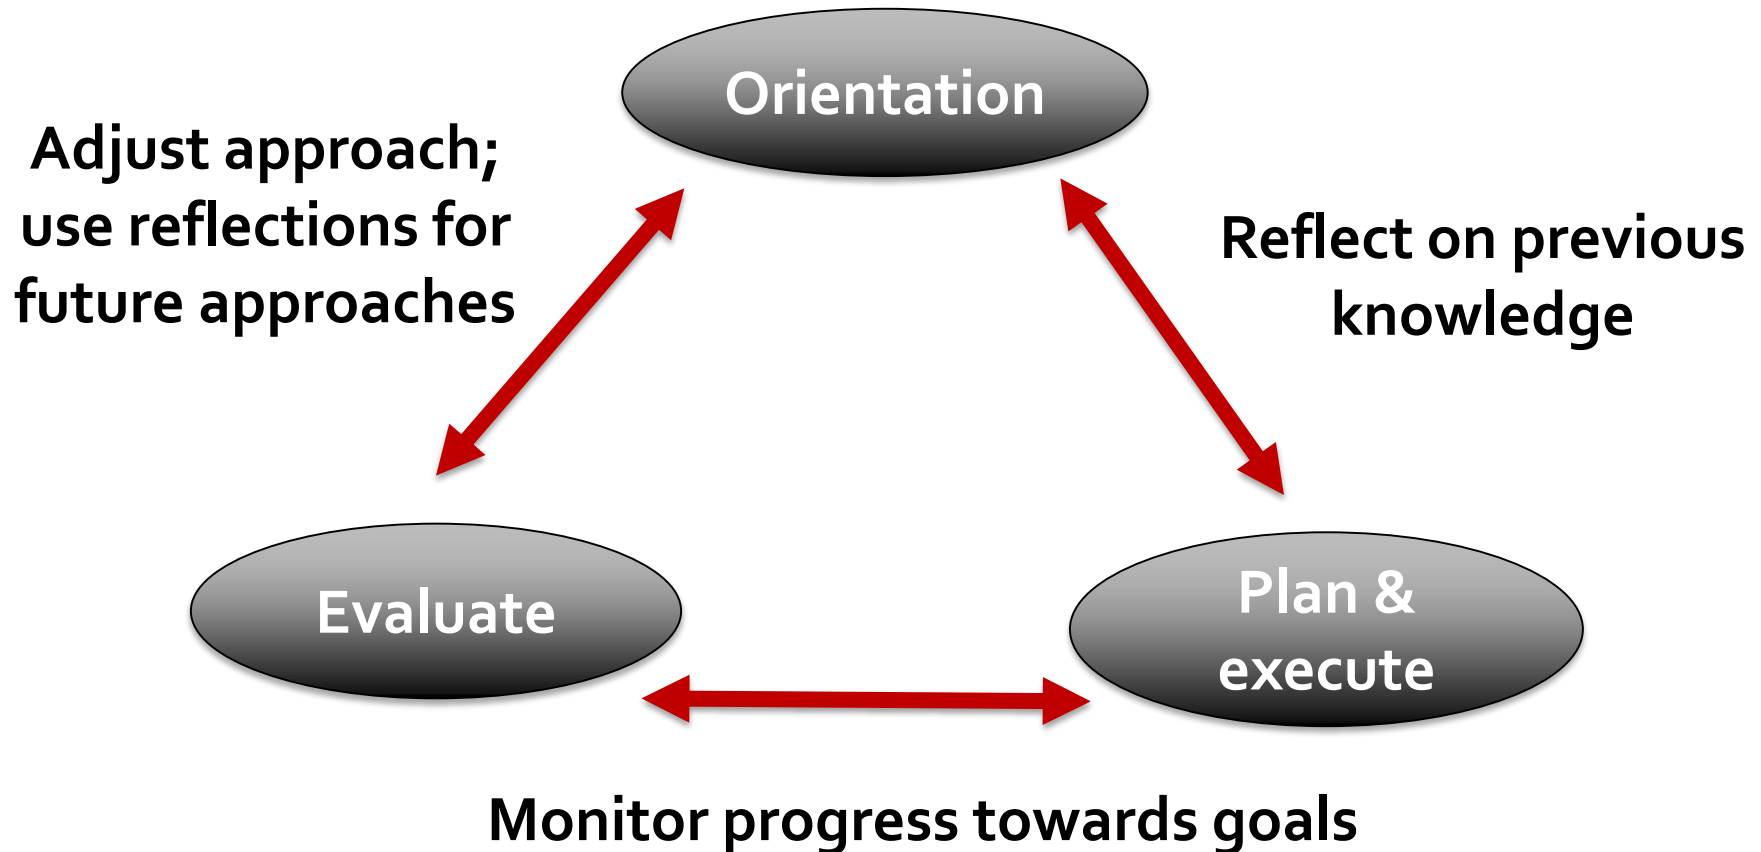 Orientation
Adjust approach;
use reflections for
future approaches
Reflect on previous
knowledge
Evaluate
Plan &
execute
Monitor progress towards goals